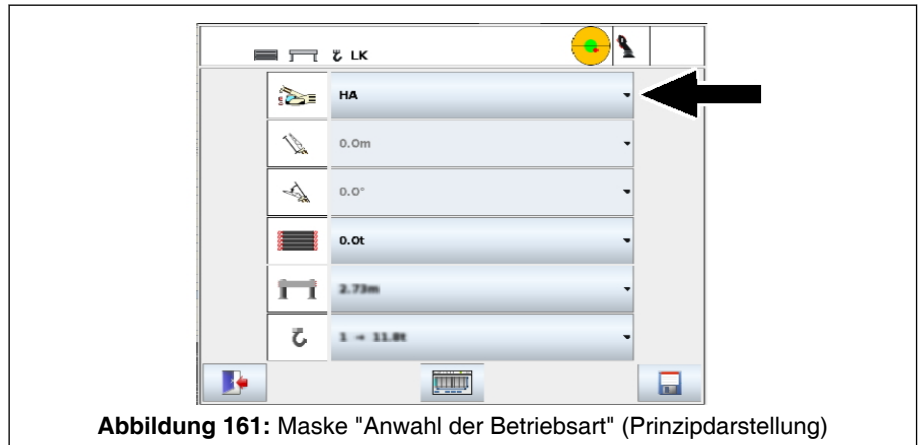 LK
HA
0.0m
0.0°
0.0t
2.73m
1 → 11.8t
Abbildung 161: Maske "Anwahl der Betriebsart" (Prinzipdarstellung)